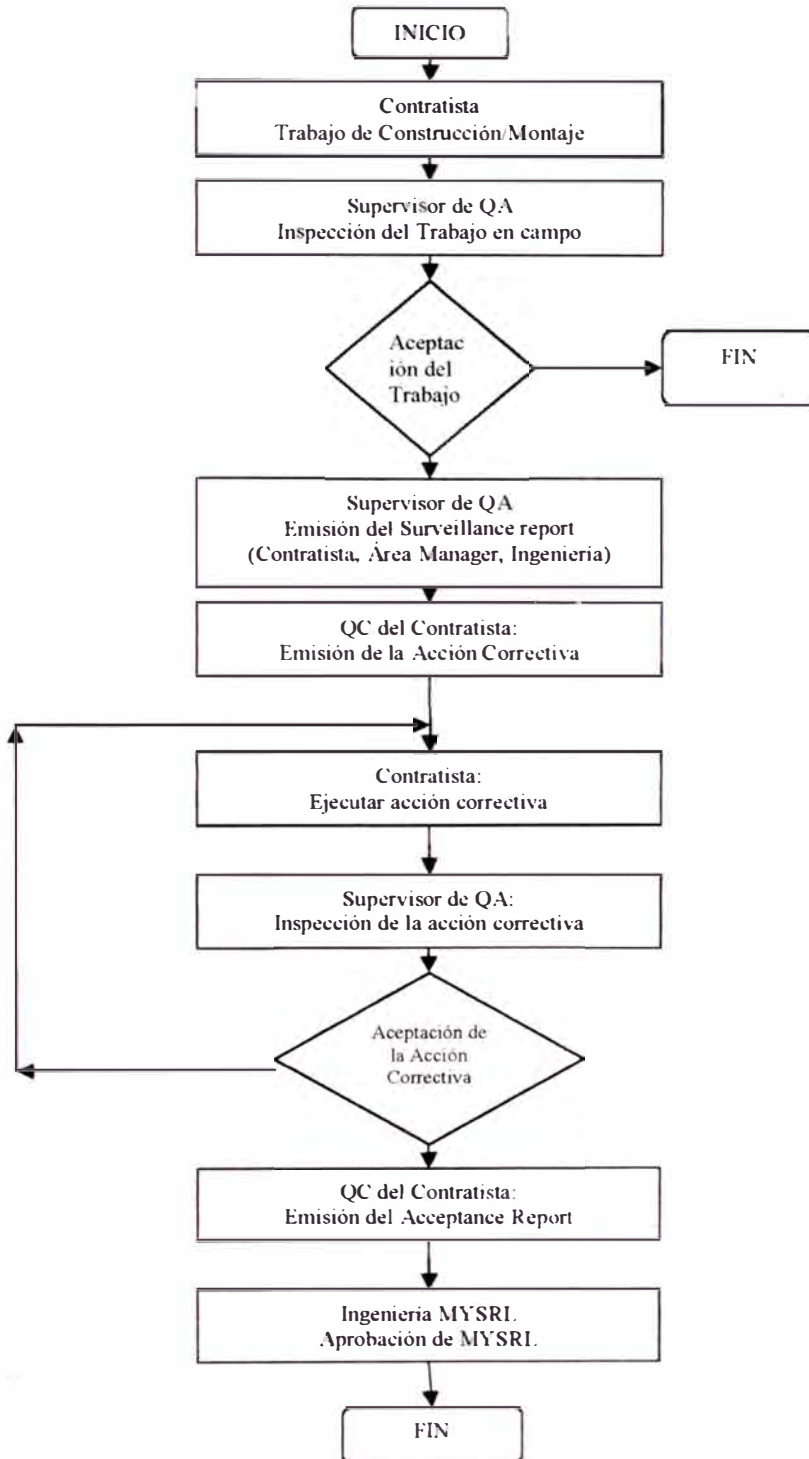 INICIO
Contratista
Trabajo de Construcción/Montaje
Supervisor de QA
Inspección del Trabajo en campo
Aceptac
ión del
Trabajo
FIN
Supervisor de QA
Emisión del Surveillance report
(Contratista, Área Manager, Ingeniería)
QC del Contratista:
Emisión de la Acción Correctiva
Contratista:
Ejecutar acción correctiva
Supervisor de QA:
Inspección de la acción correctiva
Aceptación de
la Acción
Correctiva
QC del Contratista:
Emisión del Acceptance Report
Ingeniería MYSRL
Aprobación de MYSRL
FIN